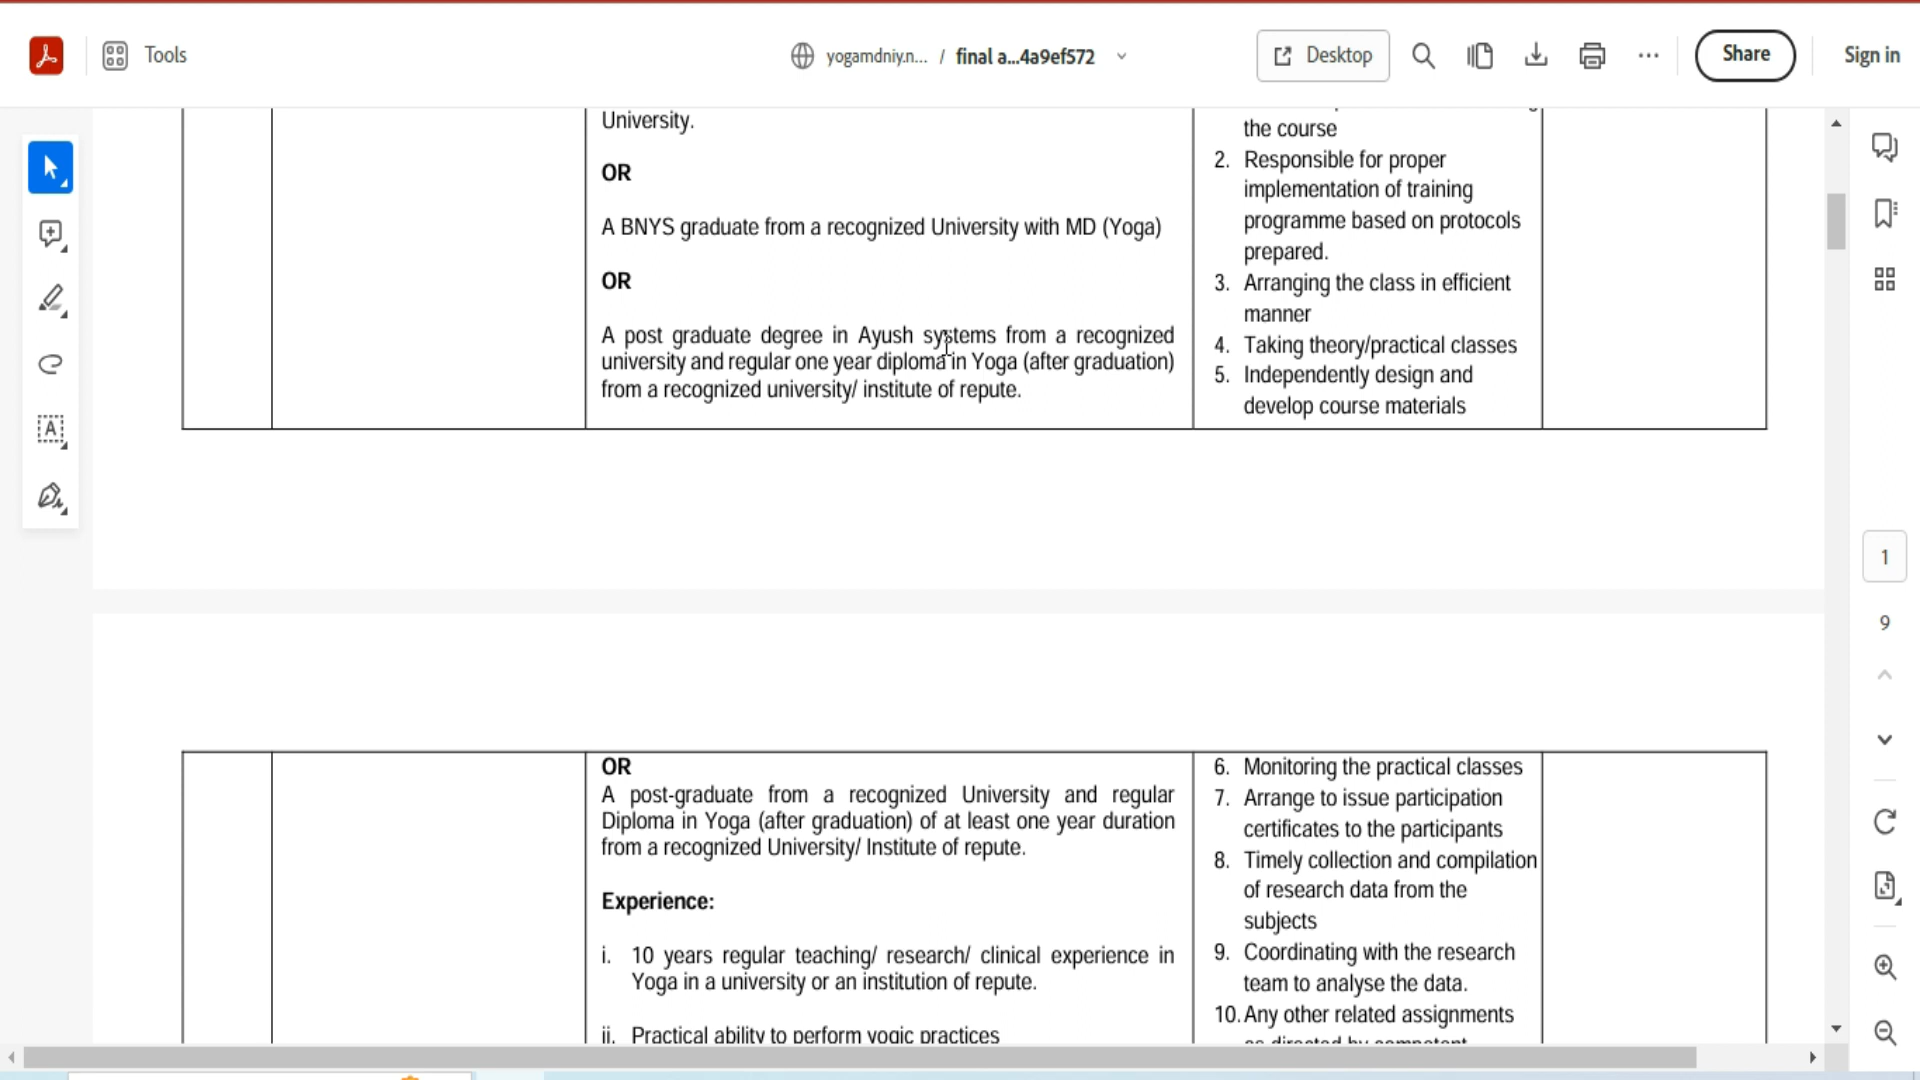 Tools
yogamdniy.n... / final a...4a9ef572
Desktop
Share
Sign in
University.
OR
A BNYS graduate from a recognized University with MD (Yoga)
OR
A post graduate degree in Ayush systems from a recognized
university and regular one year diploma in Yoga (after graduation)
from a recognized university/ institute of repute.
the course
2. Responsible for proper
implementation of training
programme based on protocols
prepared.
3. Arranging the class in efficient
manner
4. Taking theory/practical classes
5. Independently design and
develop course materials
OR
A post-graduate from a recognized University and regular
Diploma in Yoga (after graduation) of at least one year duration
from a recognized University/ Institute of repute.
Experience:
i. 10 years regular teaching/ research/ clinical experience in
Yoga in a university or an institution of repute.
ii. Practical ability to perform yogic practices
6. Monitoring the practical classes
7. Arrange to issue participation
certificates to the participants
8. Timely collection and compilation
of research data from the
subjects
9. Coordinating with the research
team to analyse the data.
10. Any other related assignments
as directed by competent
1
9